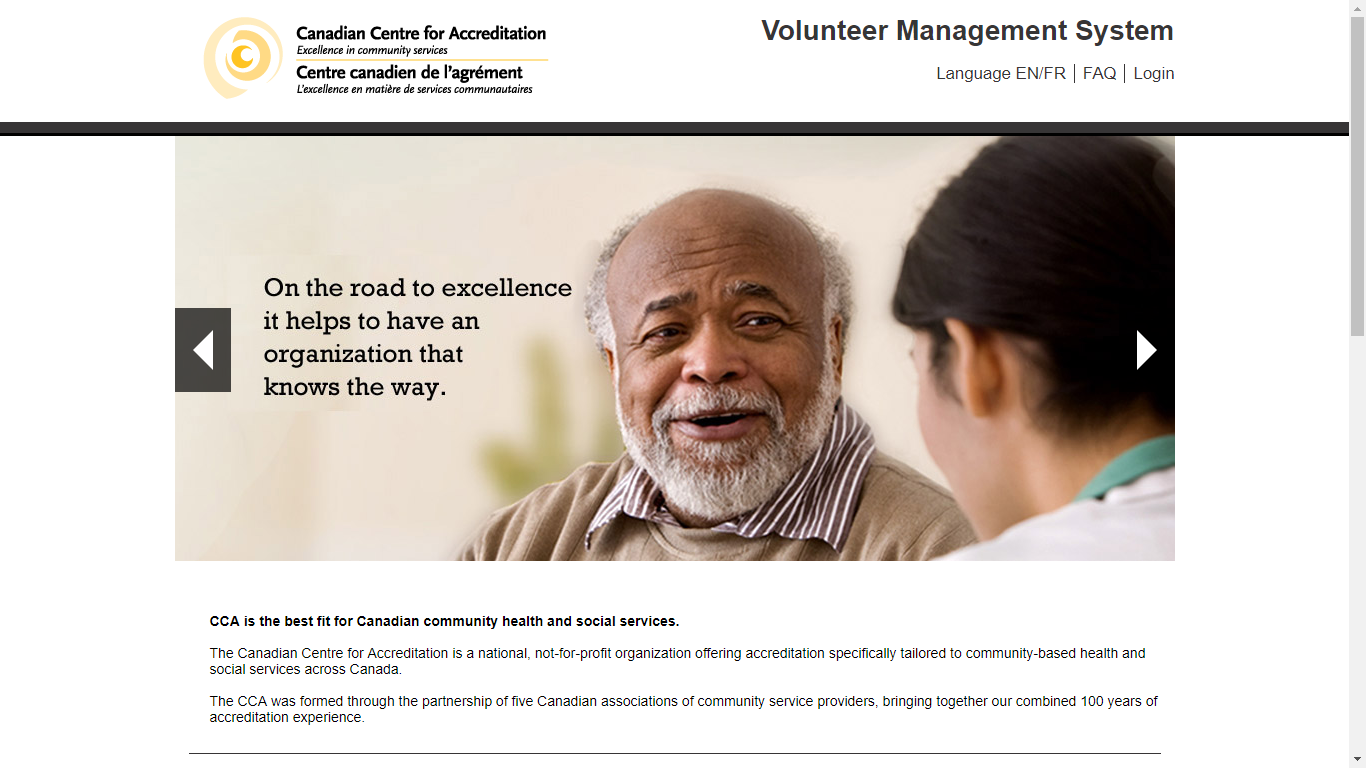 Canadian Centre for Accreditation
Excellence in community services
Centre canadien de l'agrément
L'excellence en matière de services communautaires
Volunteer Management System
Language EN/FR | FAQ | Login
On the road to excellence
it helps to have an
organization that
knows the way.
CCA is the best fit for Canadian community health and social services.
The Canadian Centre for Accreditation is a national, not-for-profit organization offering accreditation specifically tailored to community-based health and
social services across Canada.
The CCA was formed through the partnership of five Canadian associations of community service providers, bringing together our combined 100 years of
accreditation experience.